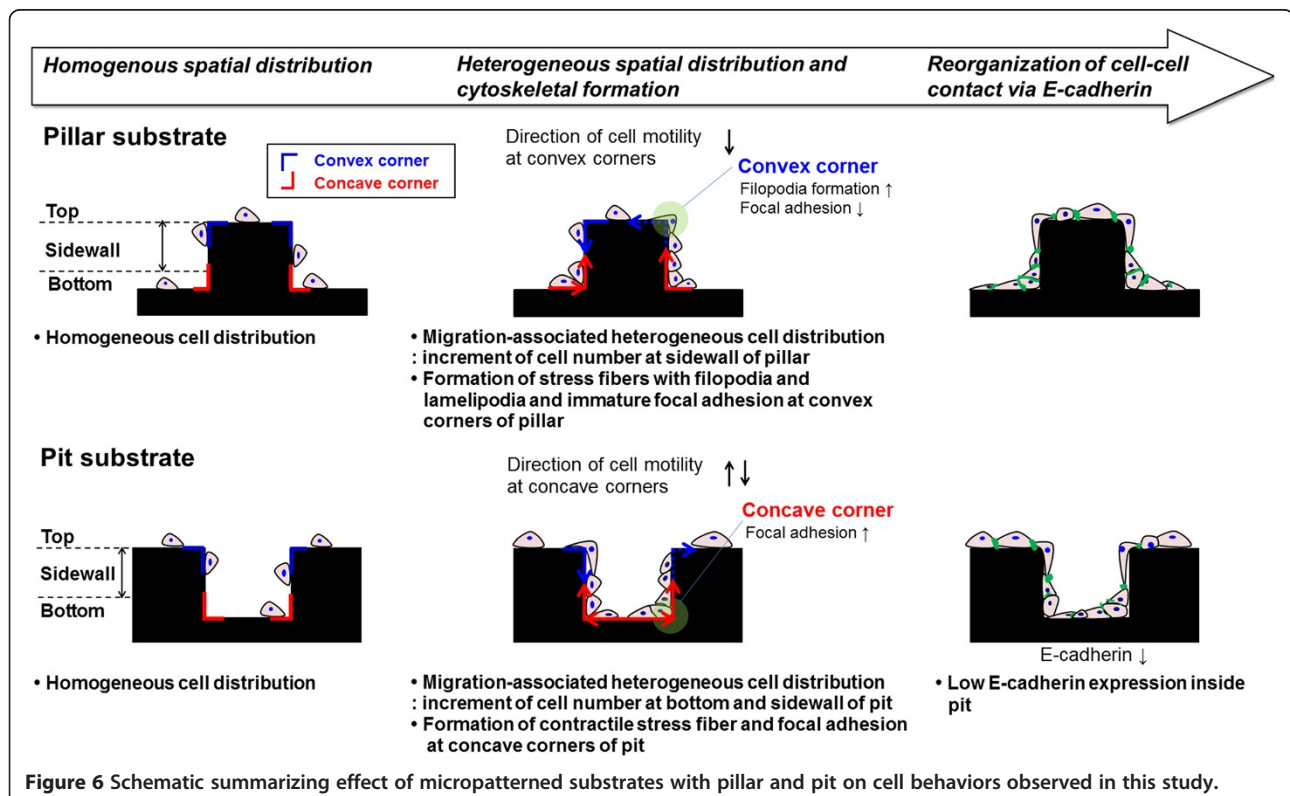 Homogenous spatial distribution
Heterogeneous spatial distribution and
cytoskeletal formation
Reorganization of cell-cell
contact via E-cadherin
Pillar substrate
Convex corner
Concave corner
Direction of cell motility
at convex corners
↓
Convex corner
Filopodia formation ↑
Focal adhesion ↓
Top
Sidewall
Bottom
• Homogeneous cell distribution
• Migration-associated heterogeneous cell distribution
: increment of cell number at sidewall of pillar
• Formation of stress fibers with filopodia and
lamelipodia and immature focal adhesion at convex
corners of pillar
Pit substrate
Direction of cell motility
at concave corners
↑↓
Concave corner
Focal adhesion ↑
Top
Sidewall
Bottom
E-cadherin ↓
• Homogeneous cell distribution
• Migration-associated heterogeneous cell distribution
: increment of cell number at bottom and sidewall of pit
• Formation of contractile stress fiber and focal adhesion
at concave corners of pit
• Low E-cadherin expression inside
pit
Figure 6 Schematic summarizing effect of micropatterned substrates with pillar and pit on cell behaviors observed in this study.